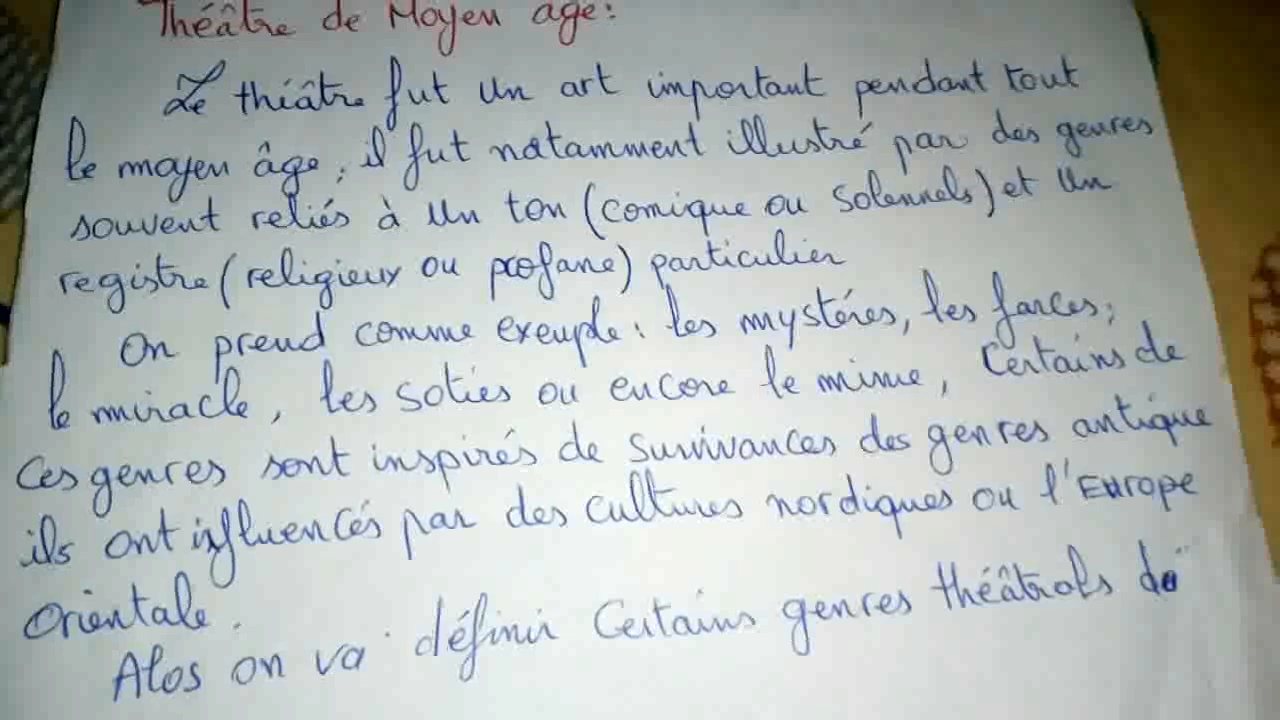 Théâtre de Moyen age:
Le théâtre fut un art important pendant tout
le moyen âge, il fut notamment illustré par des genres
souvent reliés à un ton (comique ou solennels) et un
registre (religieux ou profane) particulier
On prend comme exemple: les mystéres, les farces,
le miracle, les soties ou encore le mime, Certains de
Ces genres sont inspirés de survivances des genres antique
ils ont influencés par des cultures nordiques ou l'Europe
Orientale.
Alos on va définir Certains genres théâtrals de